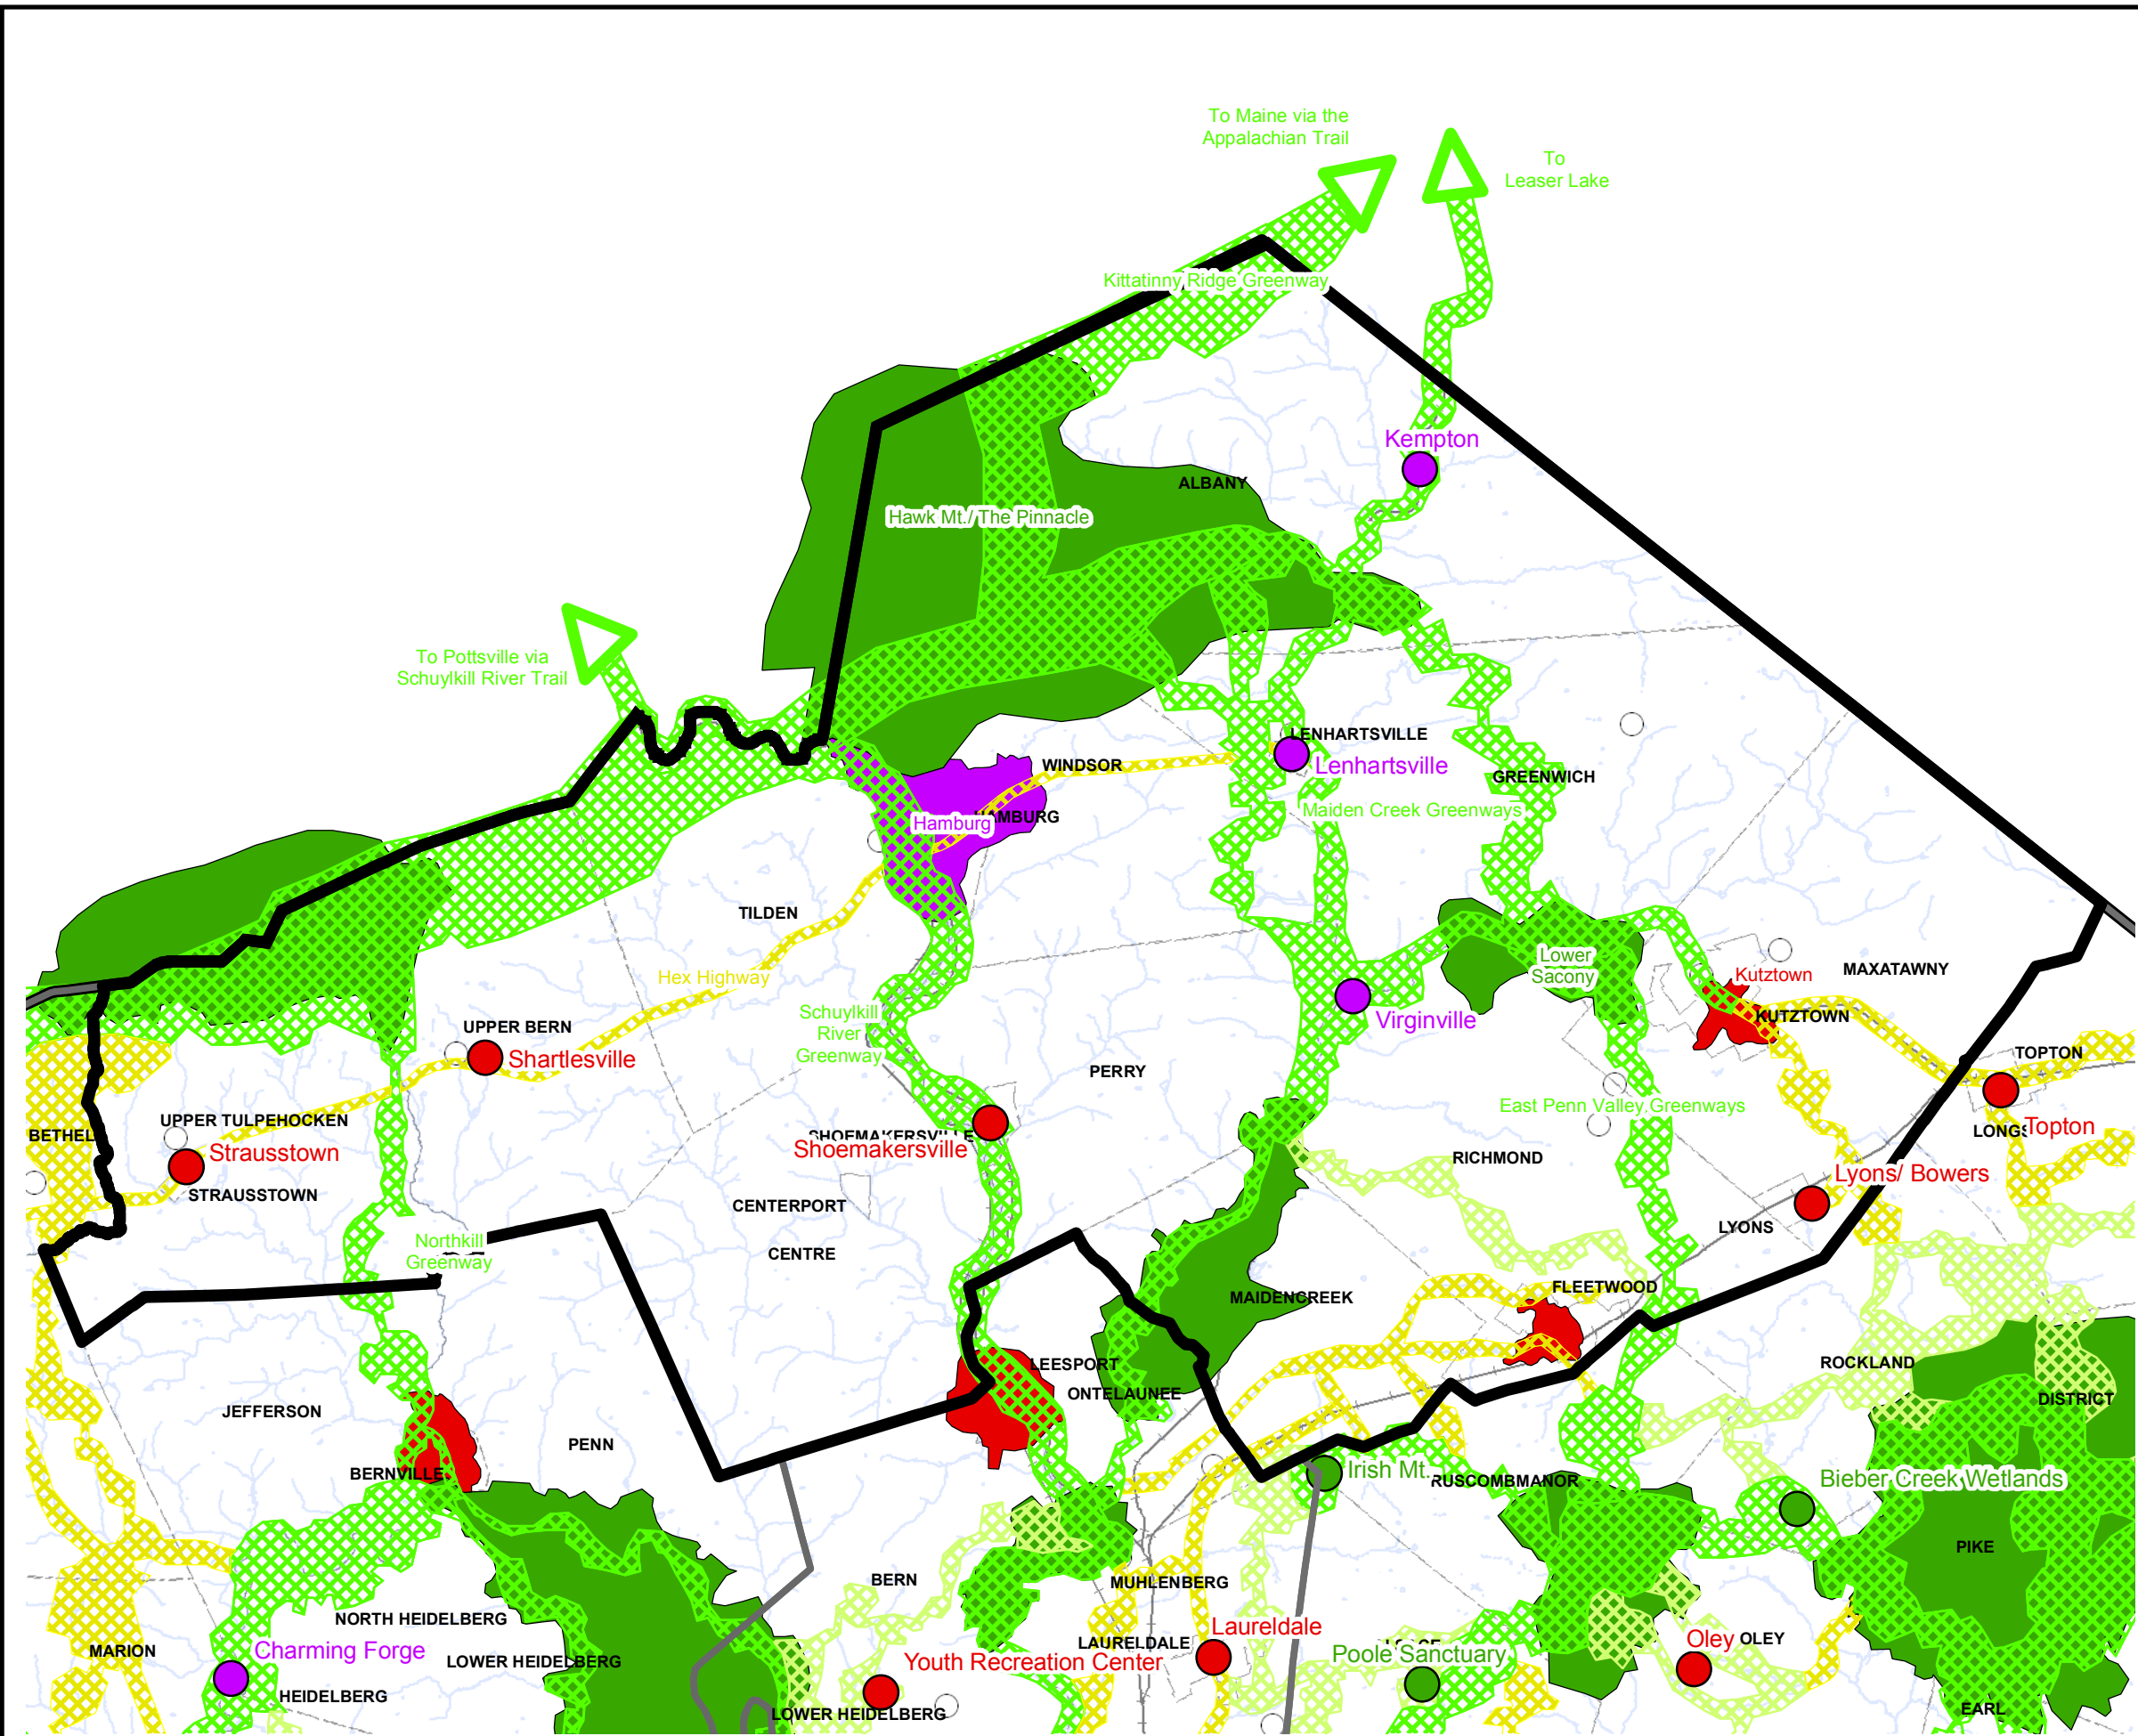 To Maine via the
Appalachian Trail
To
Leaser Lake
Kittatinny Ridge Greenway
Kempton
ALBANY
Hawk Mt./ The Pinnacle
To Pottsville via
Schuylkill River Trail
LENHARTSVILLE
Lenhartsville
WINDSOR
GREENWICH
Maiden Creek Greenways
Hamburg
HAMBURG
TILDEN
Hex Highway
Lower
Sacony
Kutztown
MAXATAWNY
KUTZTOWN
Schuylkill
River
Greenway
Virginville
UPPER BERN
Shartlesville
PERRY
TOPTON
Topton
East Penn Valley Greenways
BETHEL
UPPER TULPEHOCKEN
Strausstown
STRAUSSTOWN
SHOEMAKERSVILLE
Shoemakersville
RICHMOND
Lyons/ Bowers
LYONS
CENTERPORT
CENTRE
Northkill
Greenway
MAIDENCREEK
FLEETWOOD
LEESPORT
ONTELAUNEE
ROCKLAND
DISTRICT
JEFFERSON
PENN
BERNVILLE
Irish Mt.
RUSCOMBMANOR
Bieber Creek Wetlands
PIKE
BERN
MUHLENBERG
NORTH HEIDELBERG
MARION
Charming Forge
LOWER HEIDELBERG
HEIDELBERG
Laureldale
LAURELDALE
Youth Recreation Center
Poole Sanctuary
Oley
OLEY
LOWER HEIDELBERG
EARL